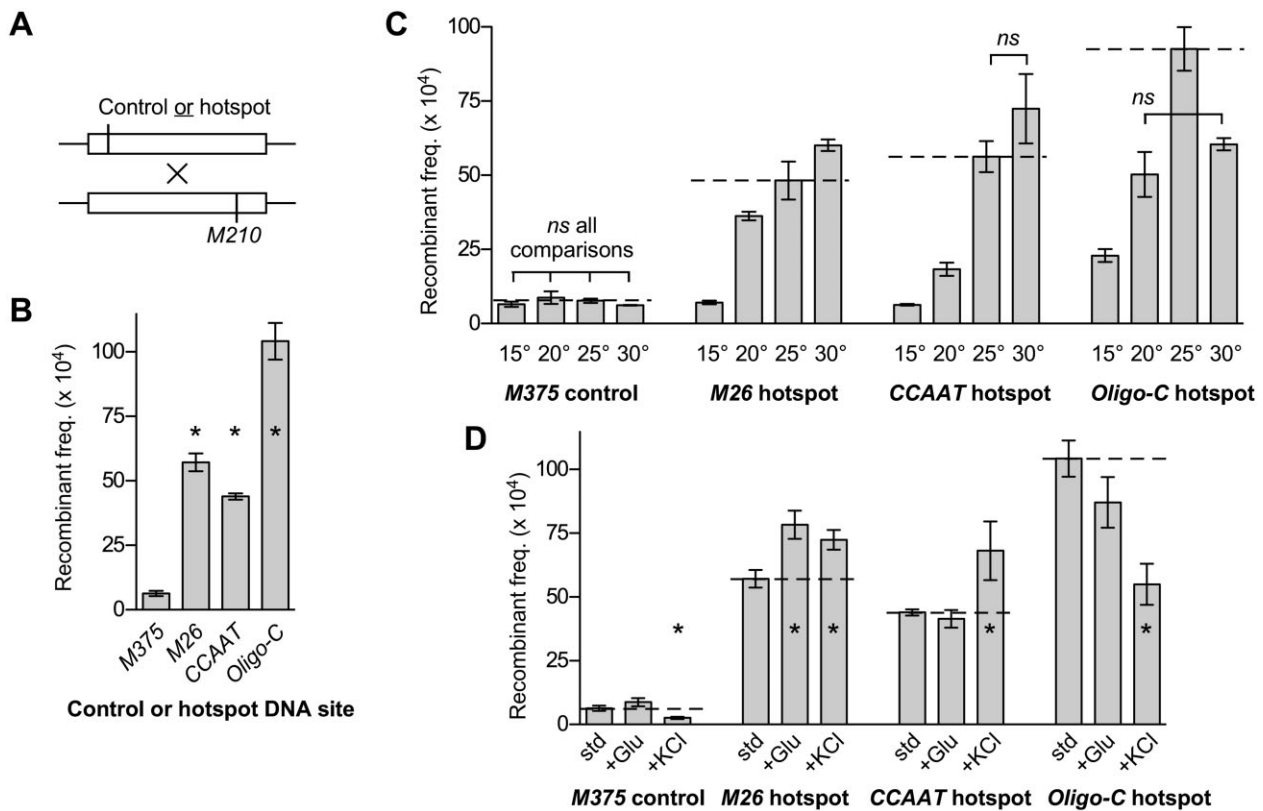 A
Control or hotspot
M210
B
Recombinant freq. (x 10⁴)
100
75
50
25
0
*
*
*
M375
M26
CCAAT
Oligo-C
Control or hotspot DNA site
C
Recombinant freq. (x 10⁴)
100
75
50
25
0
ns all
comparisons
ns
ns
15° 20° 25° 30°
15° 20° 25° 30°
15° 20° 25° 30°
15° 20° 25° 30°
M375 control
M26 hotspot
CCAAT hotspot
Oligo-C hotspot
D
Recombinant freq. (x 10⁴)
100
75
50
25
0
*
*
*
*
*
std +Glu +KCl
std +Glu +KCl
std +Glu +KCl
std +Glu +KCl
M375 control
M26 hotspot
CCAAT hotspot
Oligo-C hotspot